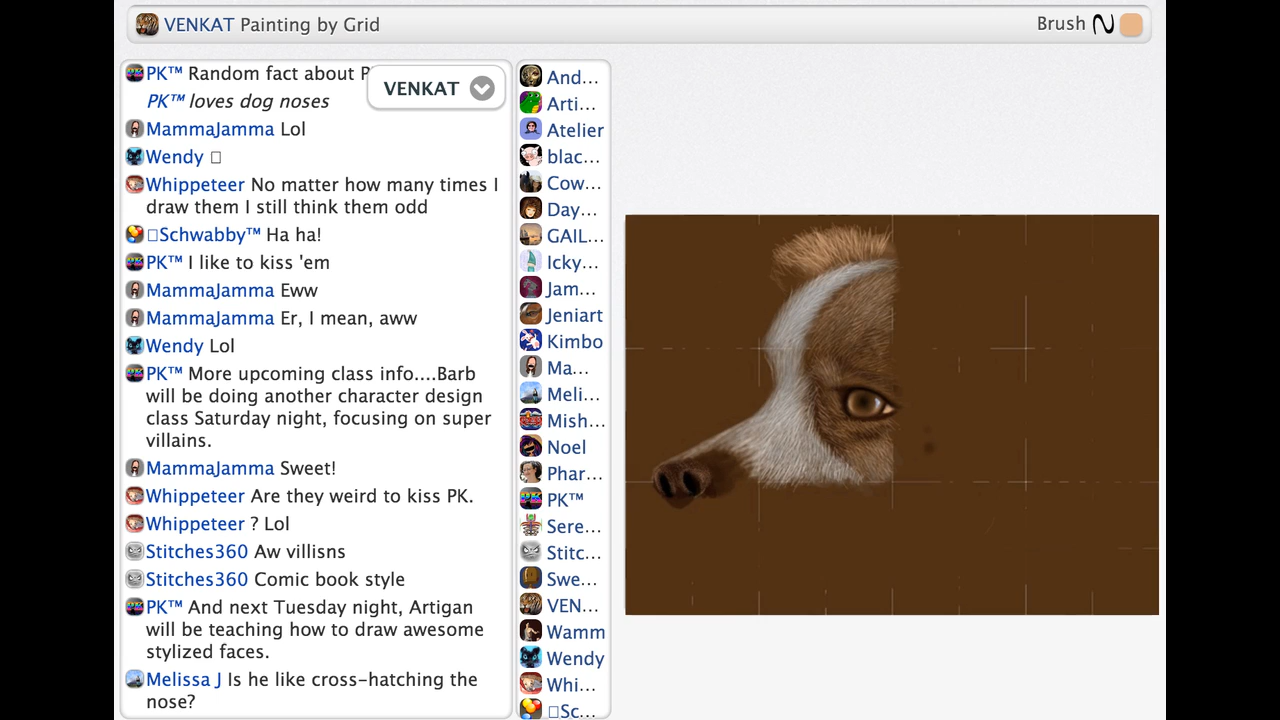 VENKAT Painting by Grid
Brush
PK™ Random fact about P
VENKAT
PK™ loves dog noses
MammaJamma Lol
Wendy
Whippeteer No matter how many times I
draw them I still think them odd
Schwabby™ Ha ha!
PK™ I like to kiss 'em
MammaJamma Eww
MammaJamma Er, I mean, aww
Wendy Lol
PK™ More upcoming class info....Barb
will be doing another character design
class Saturday night, focusing on super
villains.
MammaJamma Sweet!
Whippeteer Are they weird to kiss PK.
Whippeteer ? Lol
Stitches360 Aw villisns
Stitches360 Comic book style
PK™ And next Tuesday night, Artigan
will be teaching how to draw awesome
stylized faces.
Melissa J Is he like cross-hatching the
nose?
And...
Arti...
Atelier
blac...
Cow...
Day...
GAIL...
Icky...
Jam...
Jeniart
Kimbo
Ma...
Meli...
Mish...
Noel
Phar...
PK™
Sere...
Stitc...
Swe...
VEN...
Wamm
Wendy
Whi...
Sc...